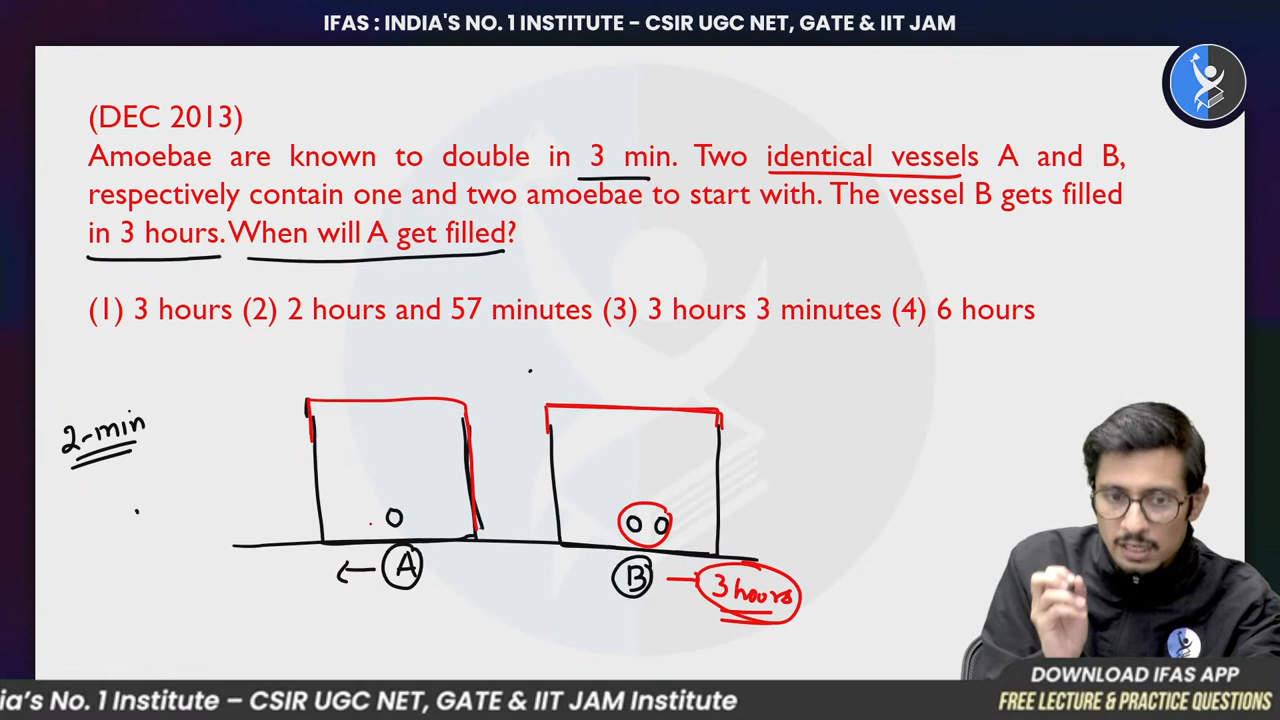 IFAS : INDIA'S NO. 1 INSTITUTE – CSIR UGC NET, GATE & IIT JAM
(DEC 2013)
Amoebae are known to double in 3 min. Two identical vessels A and B,
respectively contain one and two amoebae to start with. The vessel B gets filled
in 3 hours. When will A get filled?
(1) 3 hours (2) 2 hours and 57 minutes (3) 3 hours 3 minutes (4) 6 hours
2-min
A
B
3 hours
DOWNLOAD IFAS APP
FREE LECTURE & PRACTICE QUESTIONS
ia's No. 1 Institute – CSIR UGC NET, GATE & IIT JAM Institute